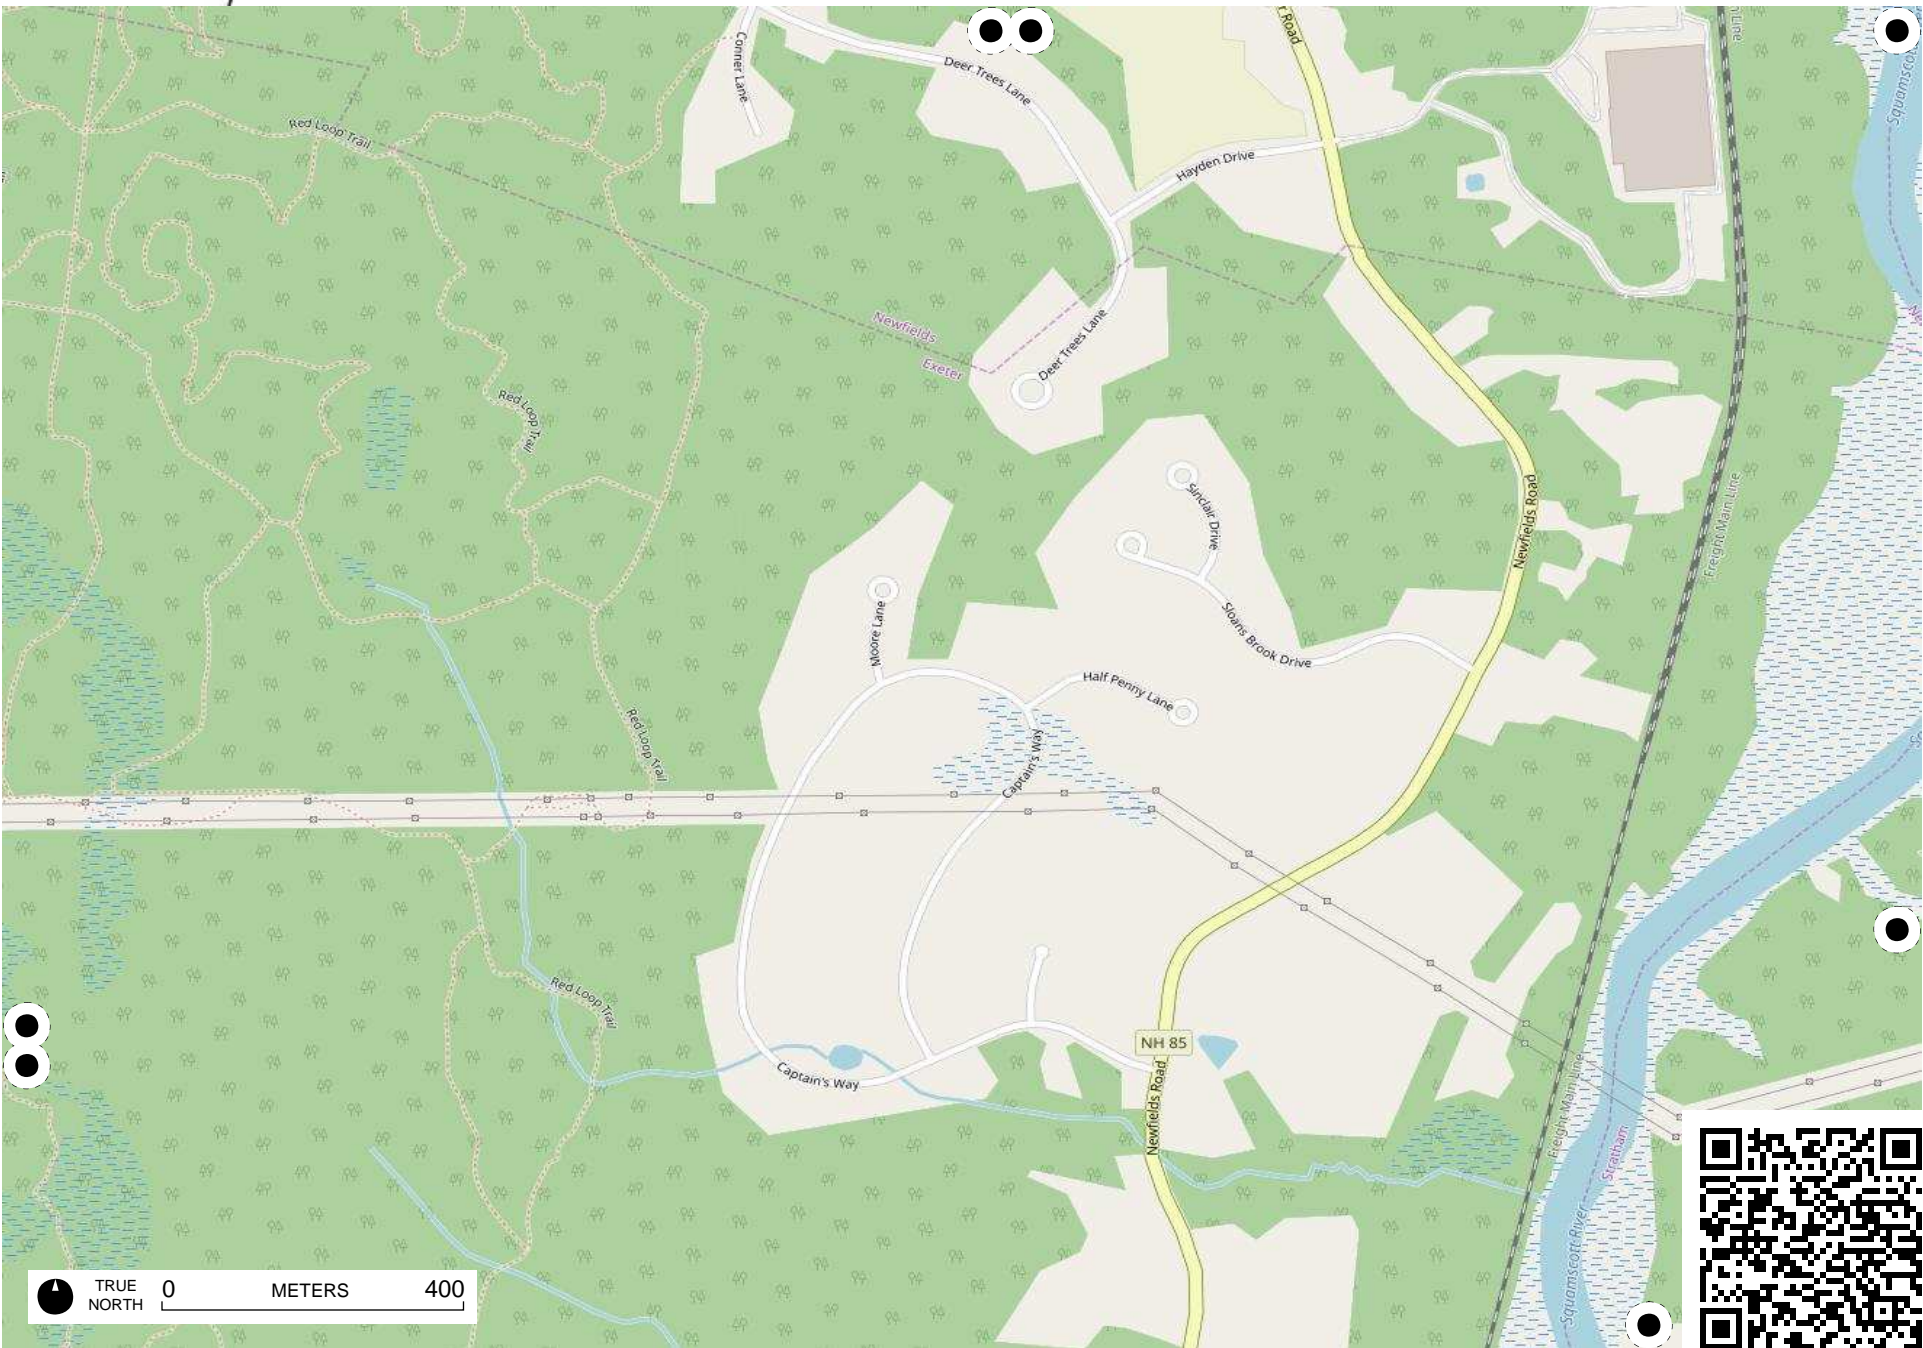 Conner Lane
Deer Trees Lane
r Road
n Line
Squamsco
Red Loop Trail
Hayden Drive
Newfields
Exeter
Deer Trees Lane
Ne
Red Loop Trail
Sinclair Drive
Newfields Road
Freight Main Line
Moore Lane
Sloans Brook Drive
Half Penny Lane
Red Loop Trail
Captain's Way
Red Loop Trail
NH 85
Captain's Way
Newfields Road
Freight Main Line
Stratham
Squamscott River
TRUE
NORTH
0 METERS 400